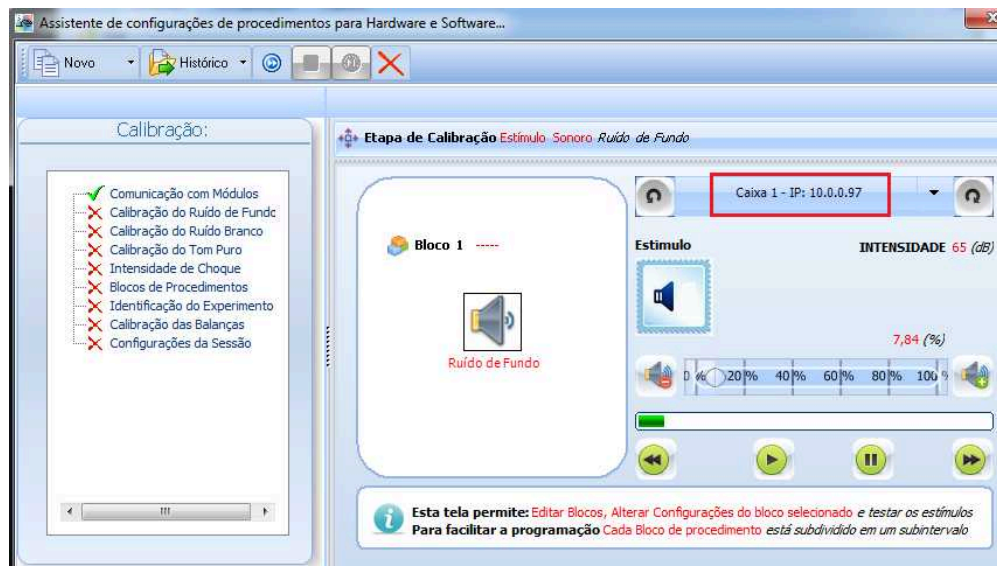 Assistente de configurações de procedimentos para Hardware e Software...
Novo Histórico
Calibração:
Comunicação com Módulos
Calibração do Ruído de Fundc
Calibração do Ruído Branco
Calibração do Tom Puro
Intensidade de Choque
Blocos de Procedimentos
Identificação do Experimento
Calibração das Balanças
Configurações da Sessão
Etapa de Calibração Estímulo Sonoro Ruído de Fundo
Bloco 1 -----
Ruído de Fundo
Caixa 1 - IP: 10.0.0.97
Estimulo INTENSIDADE 65 (dB)
7,84 (%)
0 % 20 % 40 % 60 % 80 % 100 %
Esta tela permite: Editar Blocos, Alterar Configurações do bloco selecionado e testar os estímulos
Para facilitar a programação Cada Bloco de procedimento está subdividido em um subintervalo